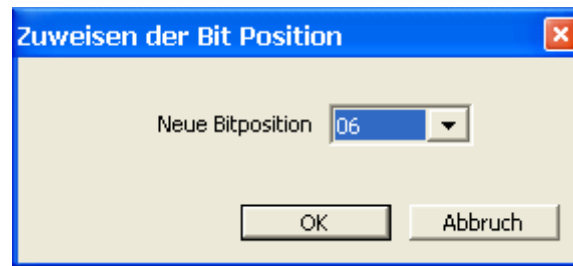 Zuweisen der Bit Position
Neue Bitposition 06
OK Abbruch